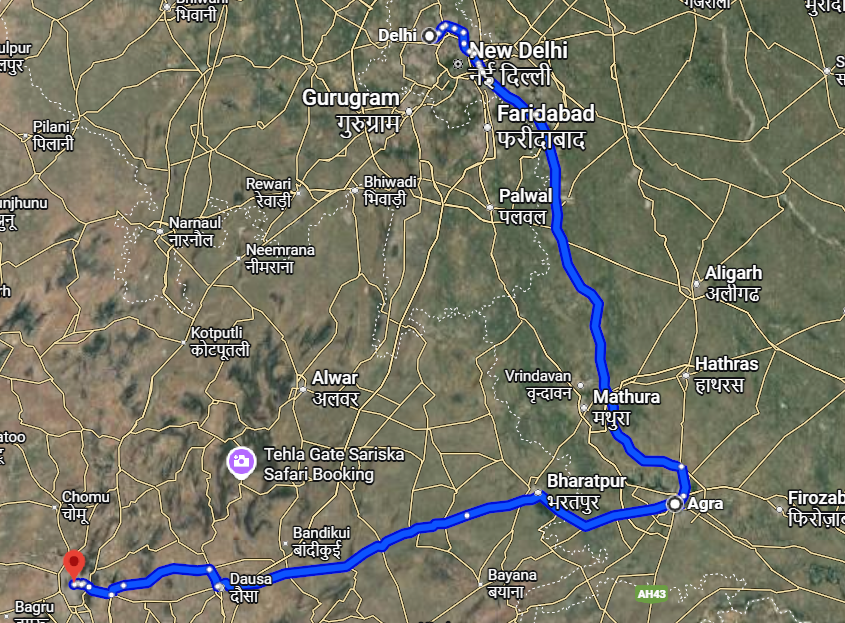 Bhiwani
भिवानी
Delhi
New Delhi
नई दिल्ली
Gurugram
गुरुग्राम
Faridabad
फरीदाबाद
Pilani
पिलानी
Rewari
रेवाड़ी
Bhiwadi
भिवाड़ी
Palwal
पलवल
Narnaul
नारनौल
Neemrana
नीमराना
Aligarh
अलीगढ
Kotputli
कोटपूतली
Alwar
अलवर
Vrindavan
वृन्दावन
Hathras
हाथरस
Mathura
मथुरा
Tehla Gate Sariska
Safari Booking
Bharatpur
भरतपुर
Agra
Chomu
चोमू
Bandikui
बांदीकुई
Dausa
दौसा
Bayana
बयाना
AH43
Bagru